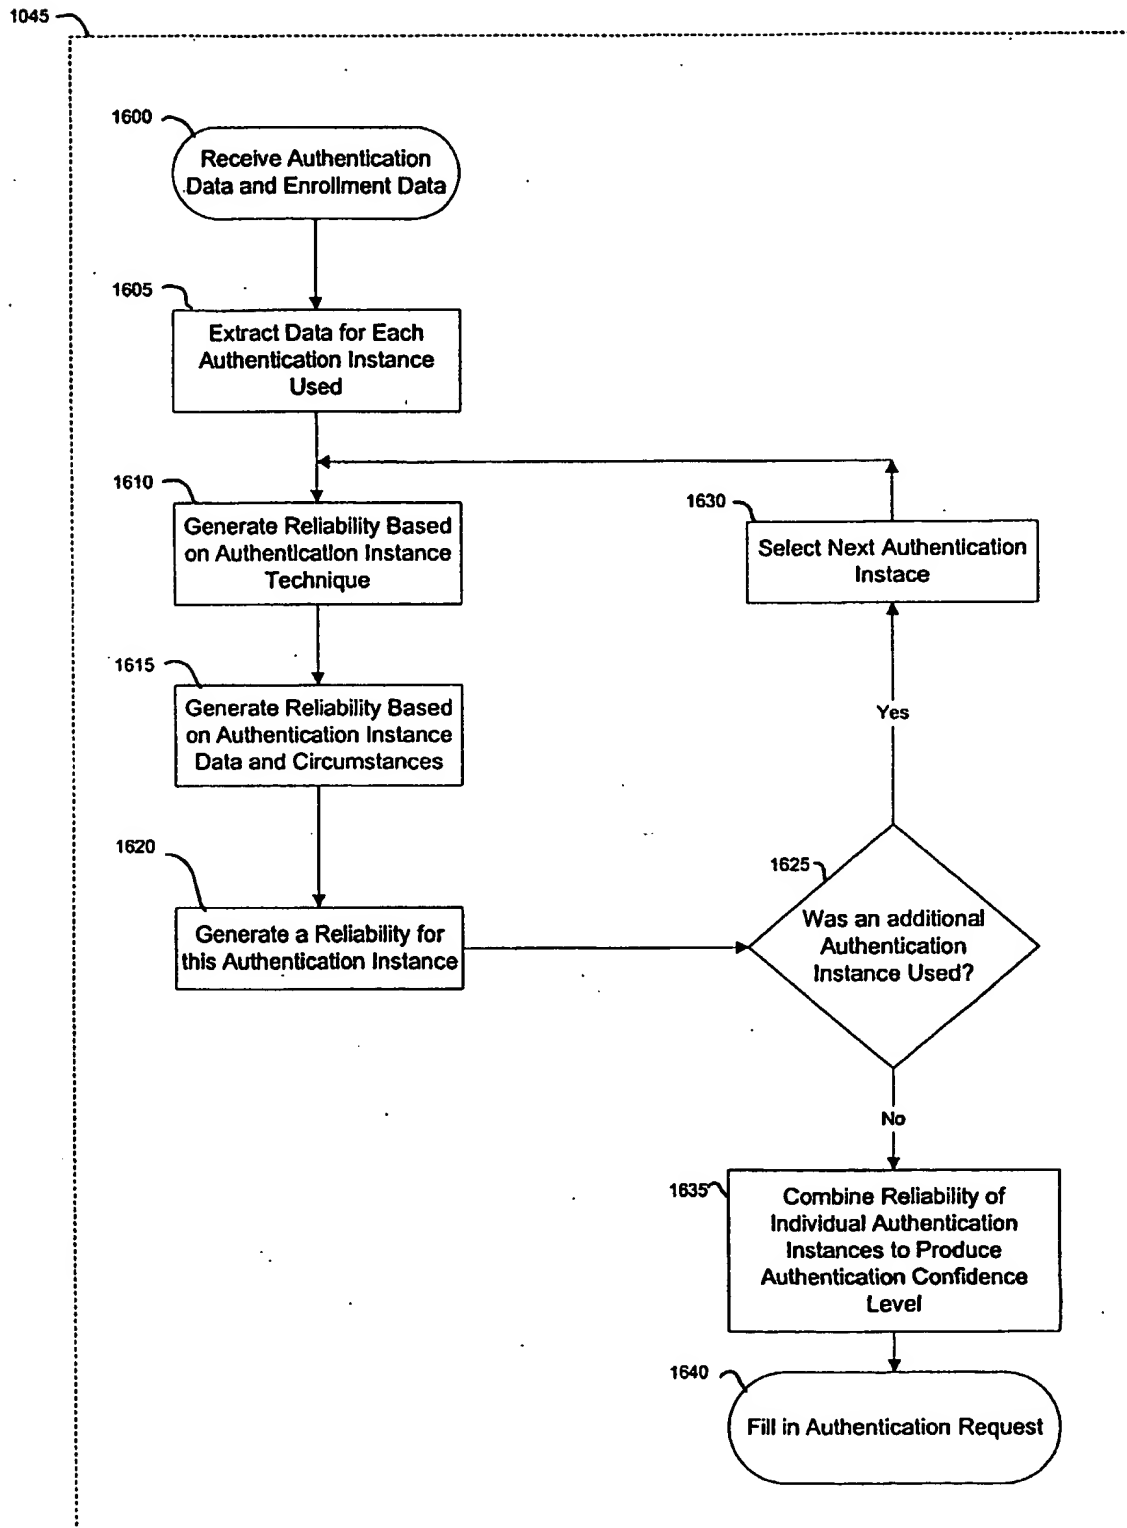 1045
1600
Receive Authentication
Data and Enrollment Data
1605
Extract Data for Each
Authentication Instance
Used
1610
Generate Reliability Based
on Authentication Instance
Technique
1630
Select Next Authentication
Instace
1615
Generate Reliability Based
on Authentication Instance
Data and Circumstances
Yes
1620
Generate a Reliability for
this Authentication Instance
1625
Was an additional
Authentication
Instance Used?
No
1635
Combine Reliability of
Individual Authentication
Instances to Produce
Authentication Confidence
Level
1640
Fill in Authentication Request